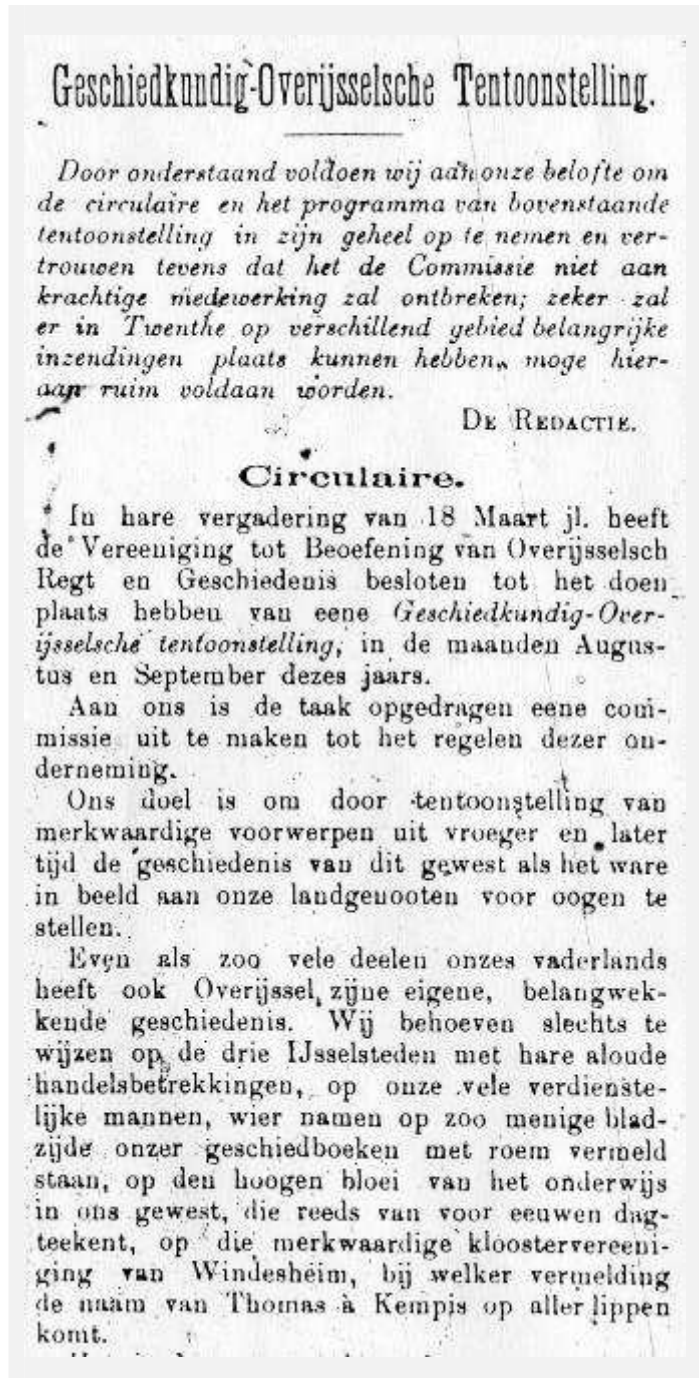 Geschiedkundig-Overijsselsche Tentoonstelling.
Door onderstaand voldoen wij aan onze belofte om
de circulaire en het programma van bovenstaande
tentoonstelling in zijn geheel op te nemen en ver-
trouwen tevens dat het de Commissie niet aan
krachtige medewerking zal ontbreken; zeker zal
er in Twenthe op verschillend gebied belangrijke
inzendingen plaats kunnen hebben, moge hier-
aan ruim voldaan worden.
DE REDACTIE.
Circulaire.
In hare vergadering van 18 Maart jl. heeft
de Vereeniging tot Beoefening van Overijsselsch
Regt en Geschiedenis besloten tot het doen
plaats hebben van eene Geschiedkundig-Over-
ijsselsche tentoonstelling, in de maanden Augus-
tus en September dezes jaars.
Aan ons is de taak opgedragen eene com-
missie uit te maken tot het regelen dezer on-
derneming.
Ons doel is om door tentoonstelling van
merkwaardige voorwerpen uit vroeger en later
tijd de geschiedenis van dit gewest als het ware
in beeld aan onze landgenooten voor oogen te
stellen.
Even als zoo vele deelen onzes vaderlands
heeft ook Overijssel zijne eigene, belangwek-
kende geschiedenis. Wij behoeven slechts te
wijzen op de drie IJsselsteden met hare aloude
handelsbetrekkingen, op onze vele verdienste-
lijke mannen, wier namen op zoo menige blad-
zijde onzer geschiedboeken met roem vermeld
staan, op den hoogen bloei van het onderwijs
in ons gewest, die reeds van voor eeuwen dag-
teekent, op die merkwaardige kloostervereeni-
ging van Windesheim, bij welker vermelding
de naam van Thomas à Kempis op aller lippen
komt.